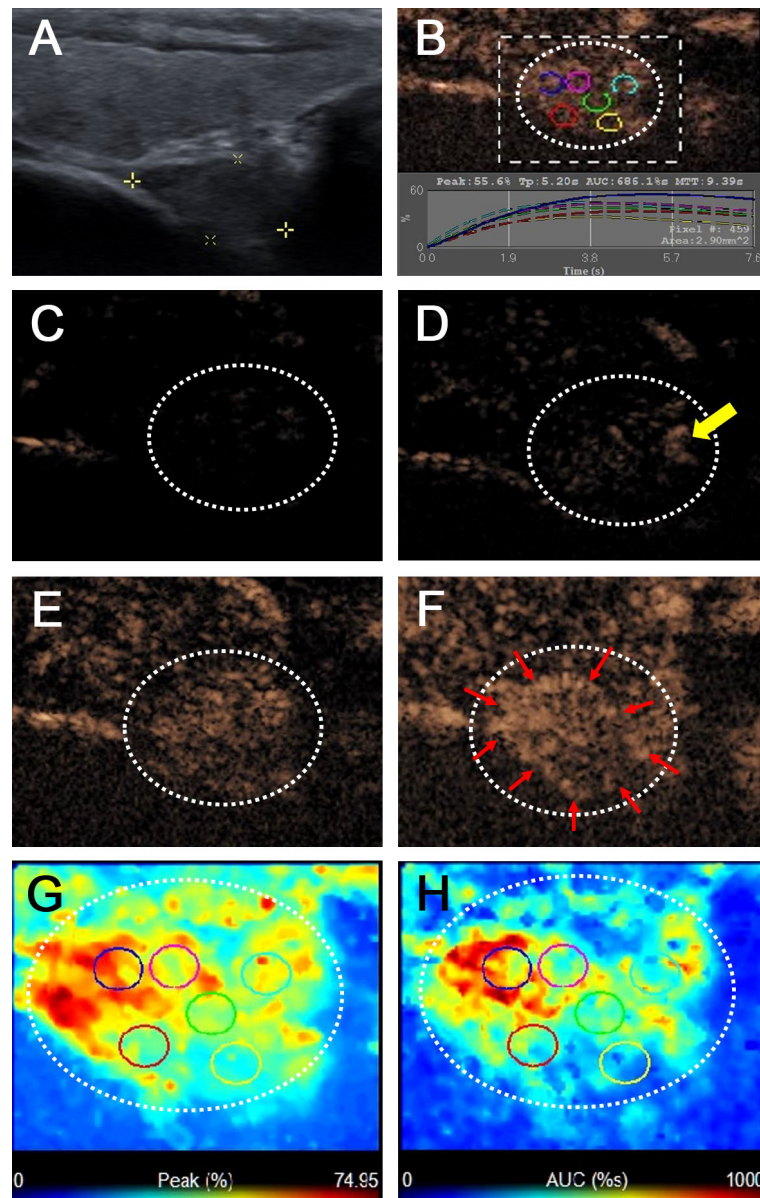 A
B
Peak:55.6% Tp:5.20s AUC:686.1%s MTT:9.39s
60
%
0
Pixel #: 459
Area:2.90mm^2
0.0 1.9 3.8 5.7 7.6
Time (s)
C
D
E
F
G
H
0 Peak (%) 74.95
0 AUC (%s) 1000